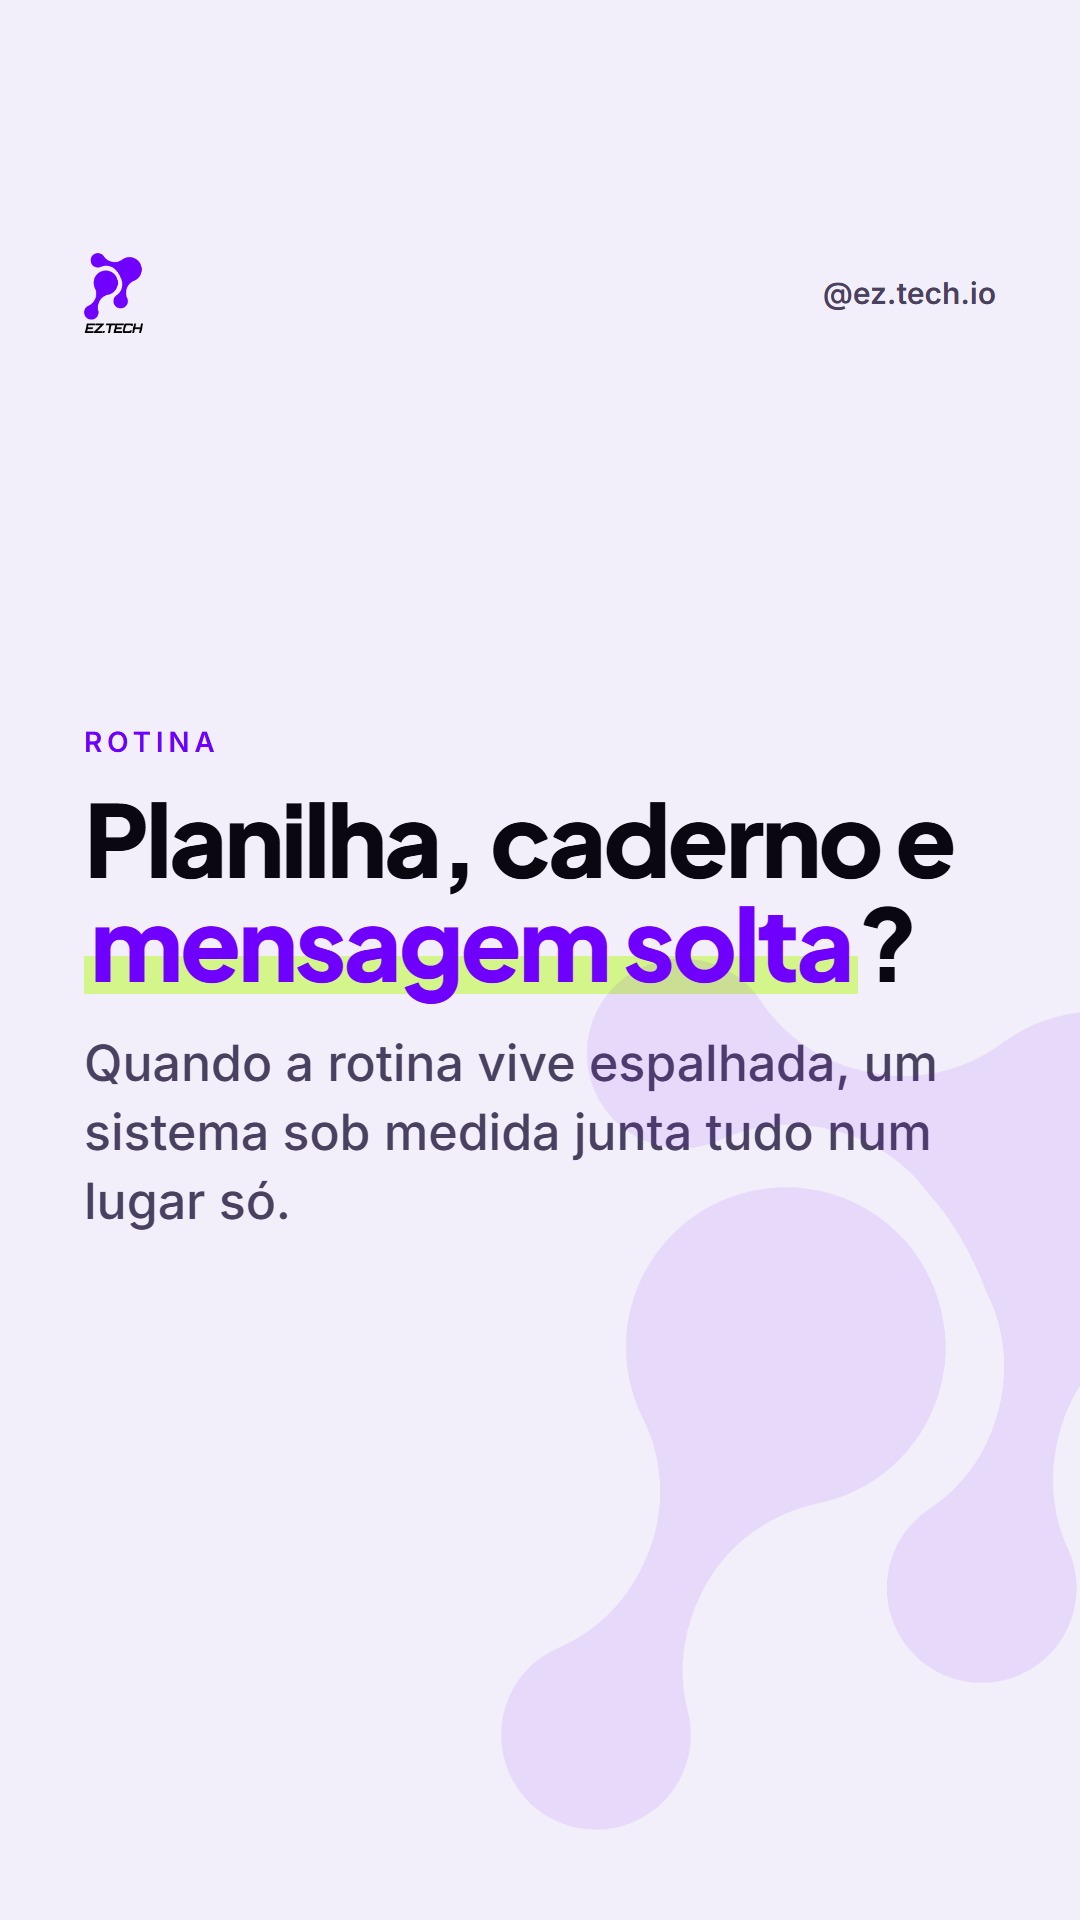 EZ.TECH
@ez.tech.io
ROTINA
Planilha, caderno e
mensagem solta?
Quando a rotina vive espalhada, um
sistema sob medida junta tudo num
lugar só.